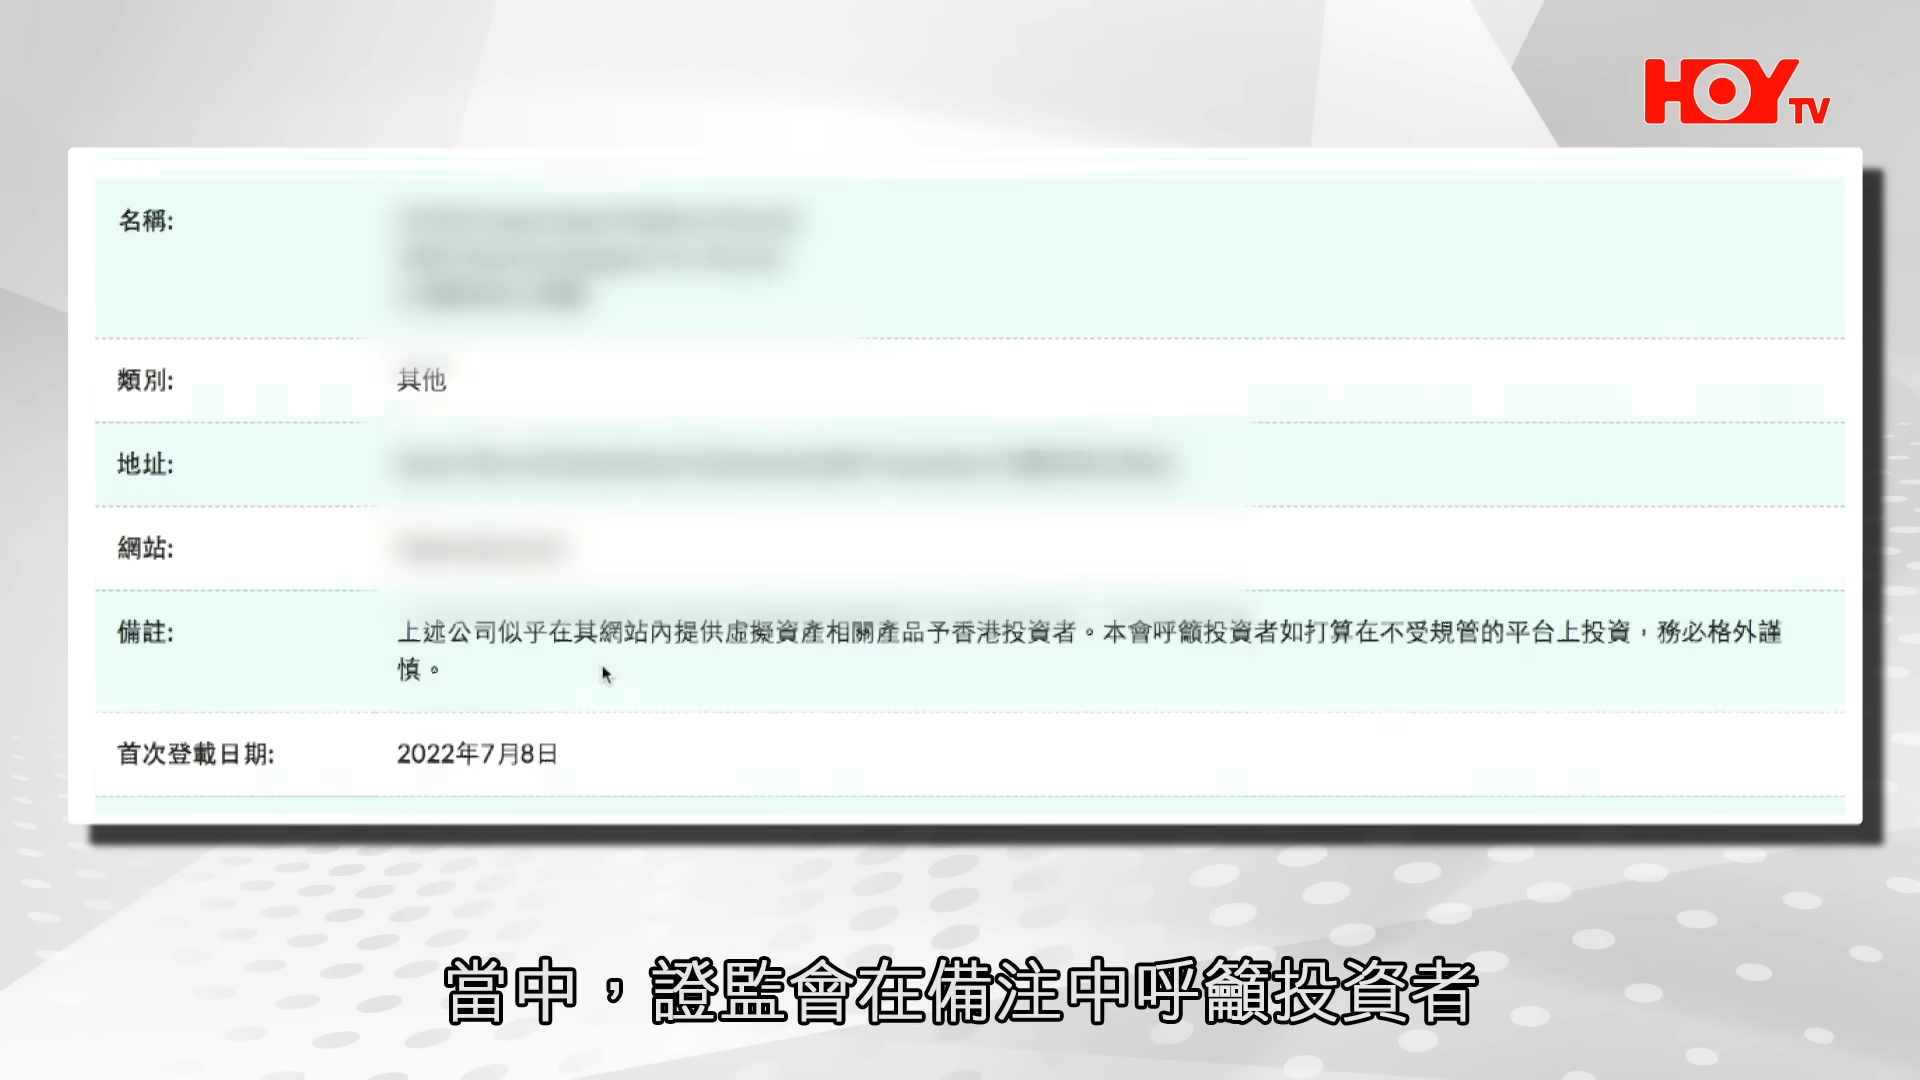 HOY TV
名稱:
類別: 其他
地址:
網站:
備註: 上述公司似乎在其網站內提供虛擬資產相關產品予香港投資者。本會呼籲投資者如打算在不受規管的平台上投資，務必格外謹
慎。
首次登載日期: 2022年7月8日
當中，證監會在備注中呼籲投資者